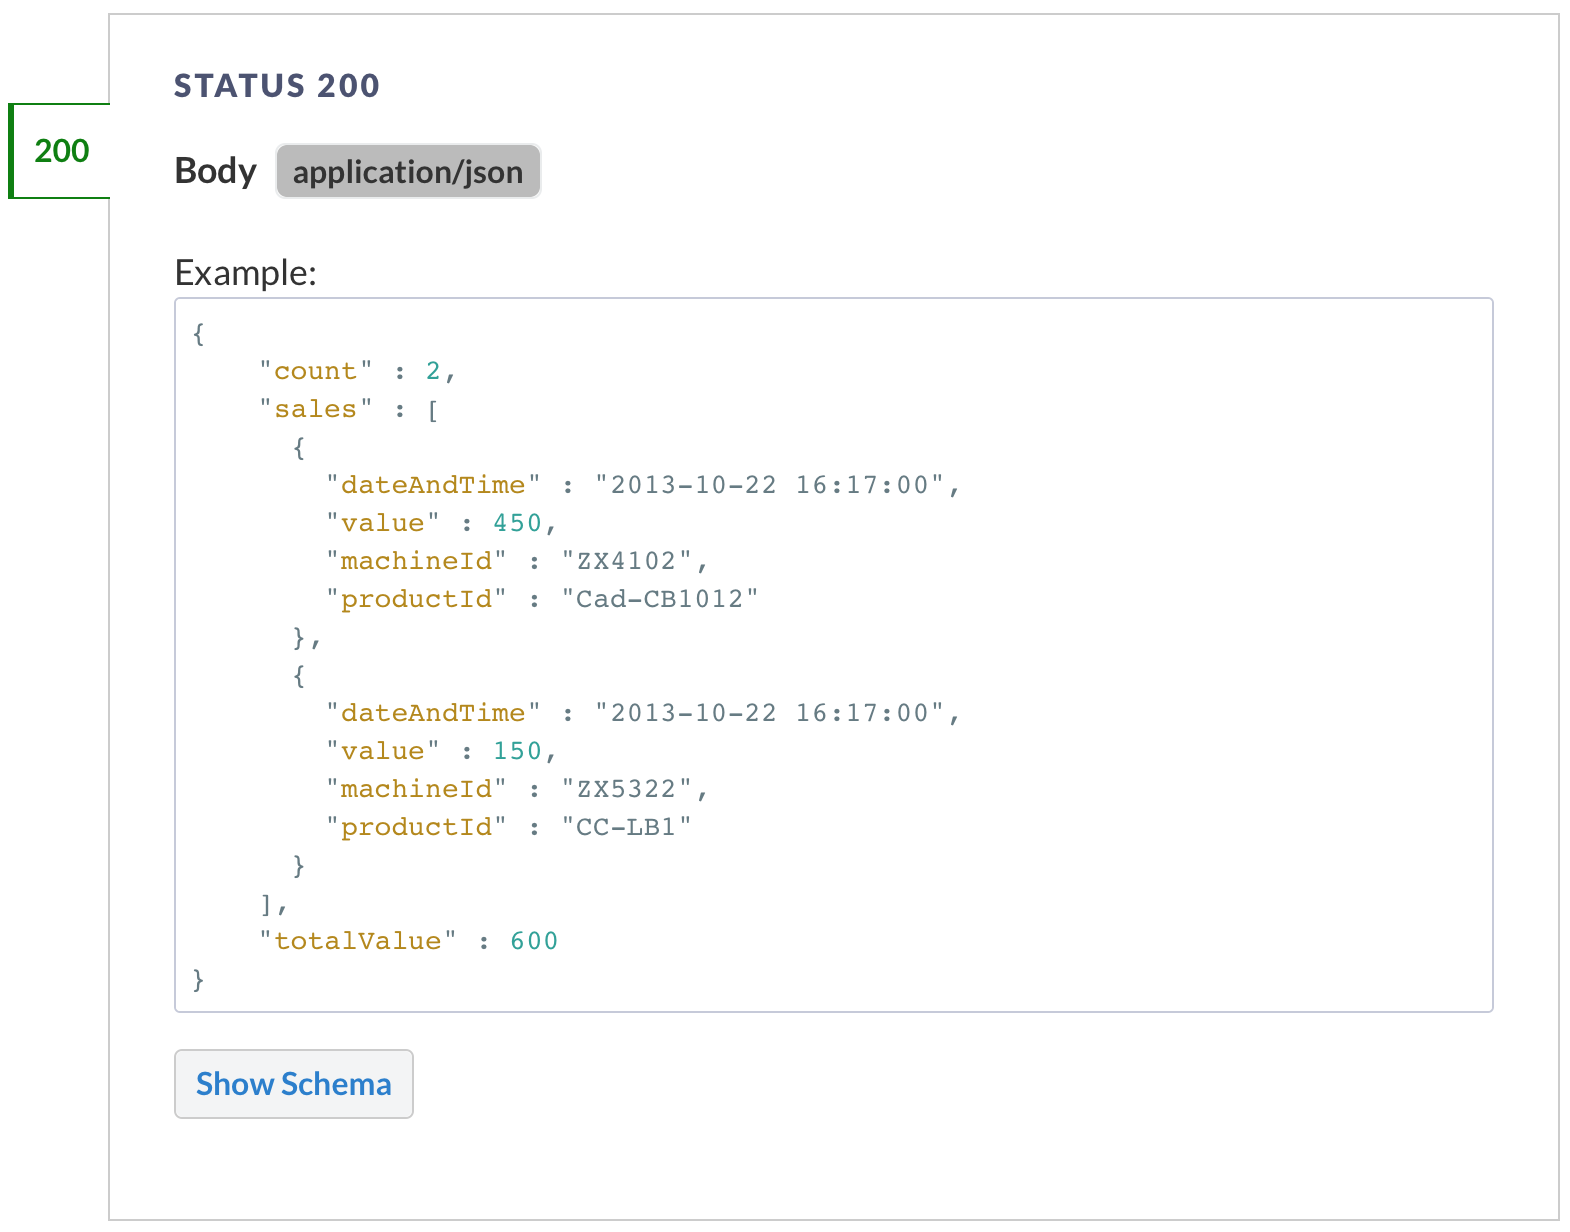 STATUS 200
200
Body application/json
Example:
{
"count" : 2,
"sales" : [
{
"dateAndTime" : "2013-10-22 16:17:00",
"value" : 450,
"machineId" : "ZX4102",
"productId" : "Cad-CB1012"
},
{
"dateAndTime" : "2013-10-22 16:17:00",
"value" : 150,
"machineId" : "ZX5322",
"productId" : "CC-LB1"
}
],
"totalValue" : 600
}
Show Schema